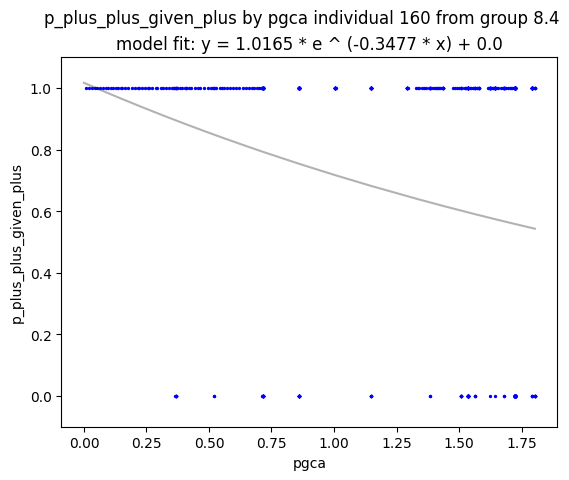 p_plus_plus_given_plus by pgca individual 160 from group 8.4
model fit: y = 1.0165 * e ^ (-0.3477 * x) + 0.0
p_plus_plus_given_plus
1.0
0.8
0.6
0.4
0.2
0.0
0.00 0.25 0.50 0.75 1.00 1.25 1.50 1.75
pgca